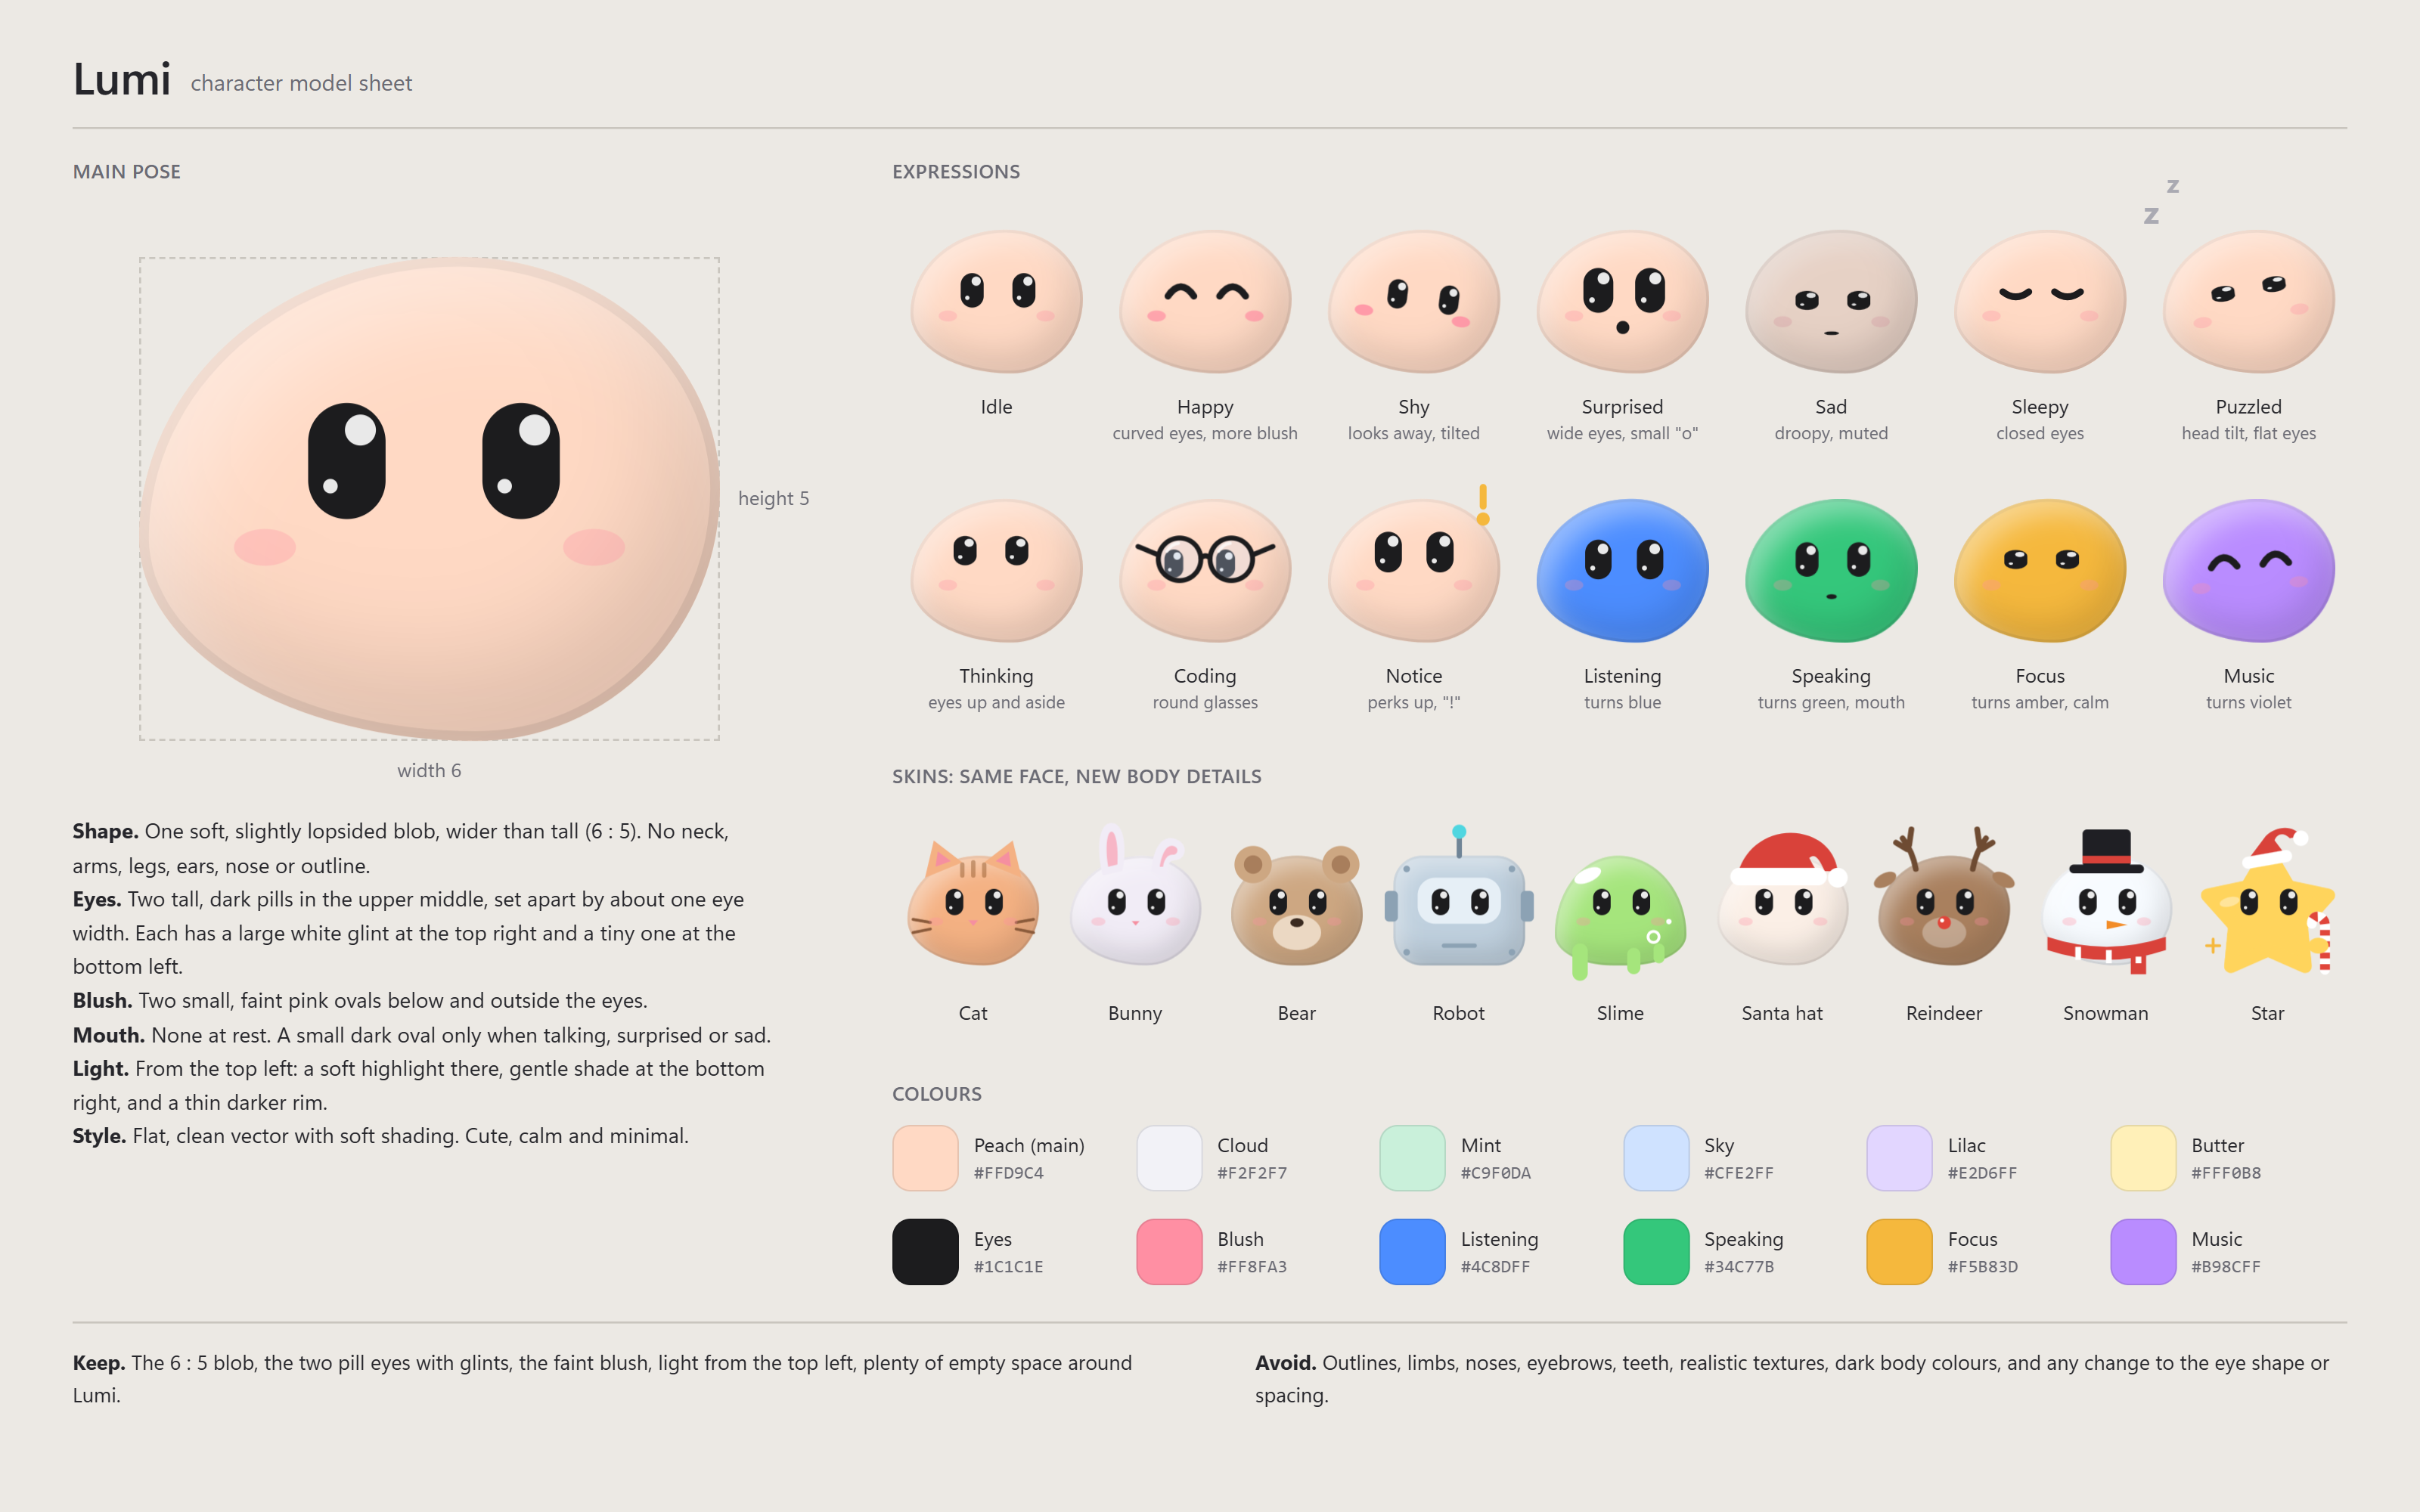 Lumi character model sheet
MAIN POSE
height 5
width 6
Shape. One soft, slightly lopsided blob, wider than tall (6 : 5). No neck,
arms, legs, ears, nose or outline.
Eyes. Two tall, dark pills in the upper middle, set apart by about one eye
width. Each has a large white glint at the top right and a tiny one at the
bottom left.
Blush. Two small, faint pink ovals below and outside the eyes.
Mouth. None at rest. A small dark oval only when talking, surprised or sad.
Light. From the top left: a soft highlight there, gentle shade at the bottom
right, and a thin darker rim.
Style. Flat, clean vector with soft shading. Cute, calm and minimal.
EXPRESSIONS
z
z
Idle
Happy
curved eyes, more blush
Shy
looks away, tilted
Surprised
wide eyes, small "o"
Sad
droopy, muted
Sleepy
closed eyes
Puzzled
head tilt, flat eyes
!
Thinking
eyes up and aside
Coding
round glasses
Notice
perks up, "!"
Listening
turns blue
Speaking
turns green, mouth
Focus
turns amber, calm
Music
turns violet
SKINS: SAME FACE, NEW BODY DETAILS
Cat
Bunny
Bear
Robot
Slime
Santa hat
Reindeer
Snowman
Star
COLOURS
Peach (main)
#FFD9C4
Cloud
#F2F2F7
Mint
#C9F0DA
Sky
#CFE2FF
Lilac
#E2D6FF
Butter
#FFF0B8
Eyes
#1C1C1E
Blush
#FF8FA3
Listening
#4C8DFF
Speaking
#34C77B
Focus
#F5B83D
Music
#B98CFF
Keep. The 6 : 5 blob, the two pill eyes with glints, the faint blush, light from the top left, plenty of empty space around
Lumi.
Avoid. Outlines, limbs, noses, eyebrows, teeth, realistic textures, dark body colours, and any change to the eye shape or
spacing.